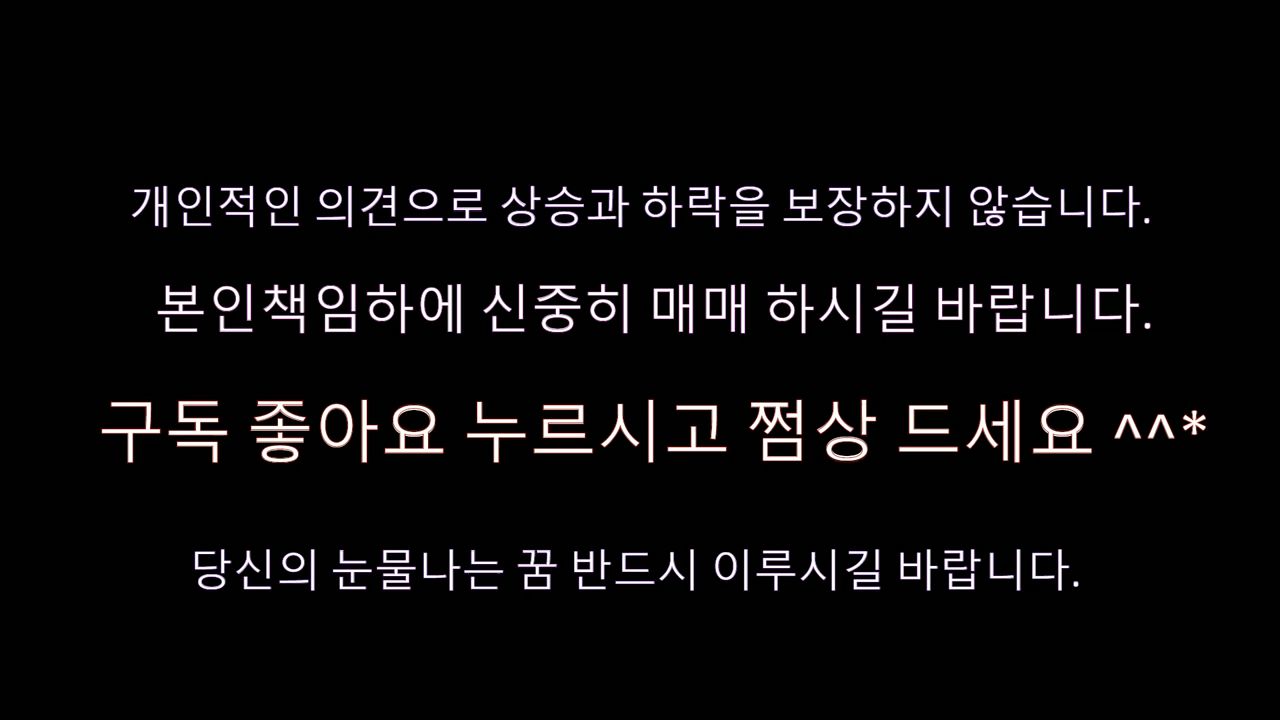 개인적인 의견으로 상승과 하락을 보장하지 않습니다.
본인책임하에 신중히 매매 하시길 바랍니다.
구독 좋아요 누르시고 쩜상 드세요 ^^*
당신의 눈물나는 꿈 반드시 이루시길 바랍니다.